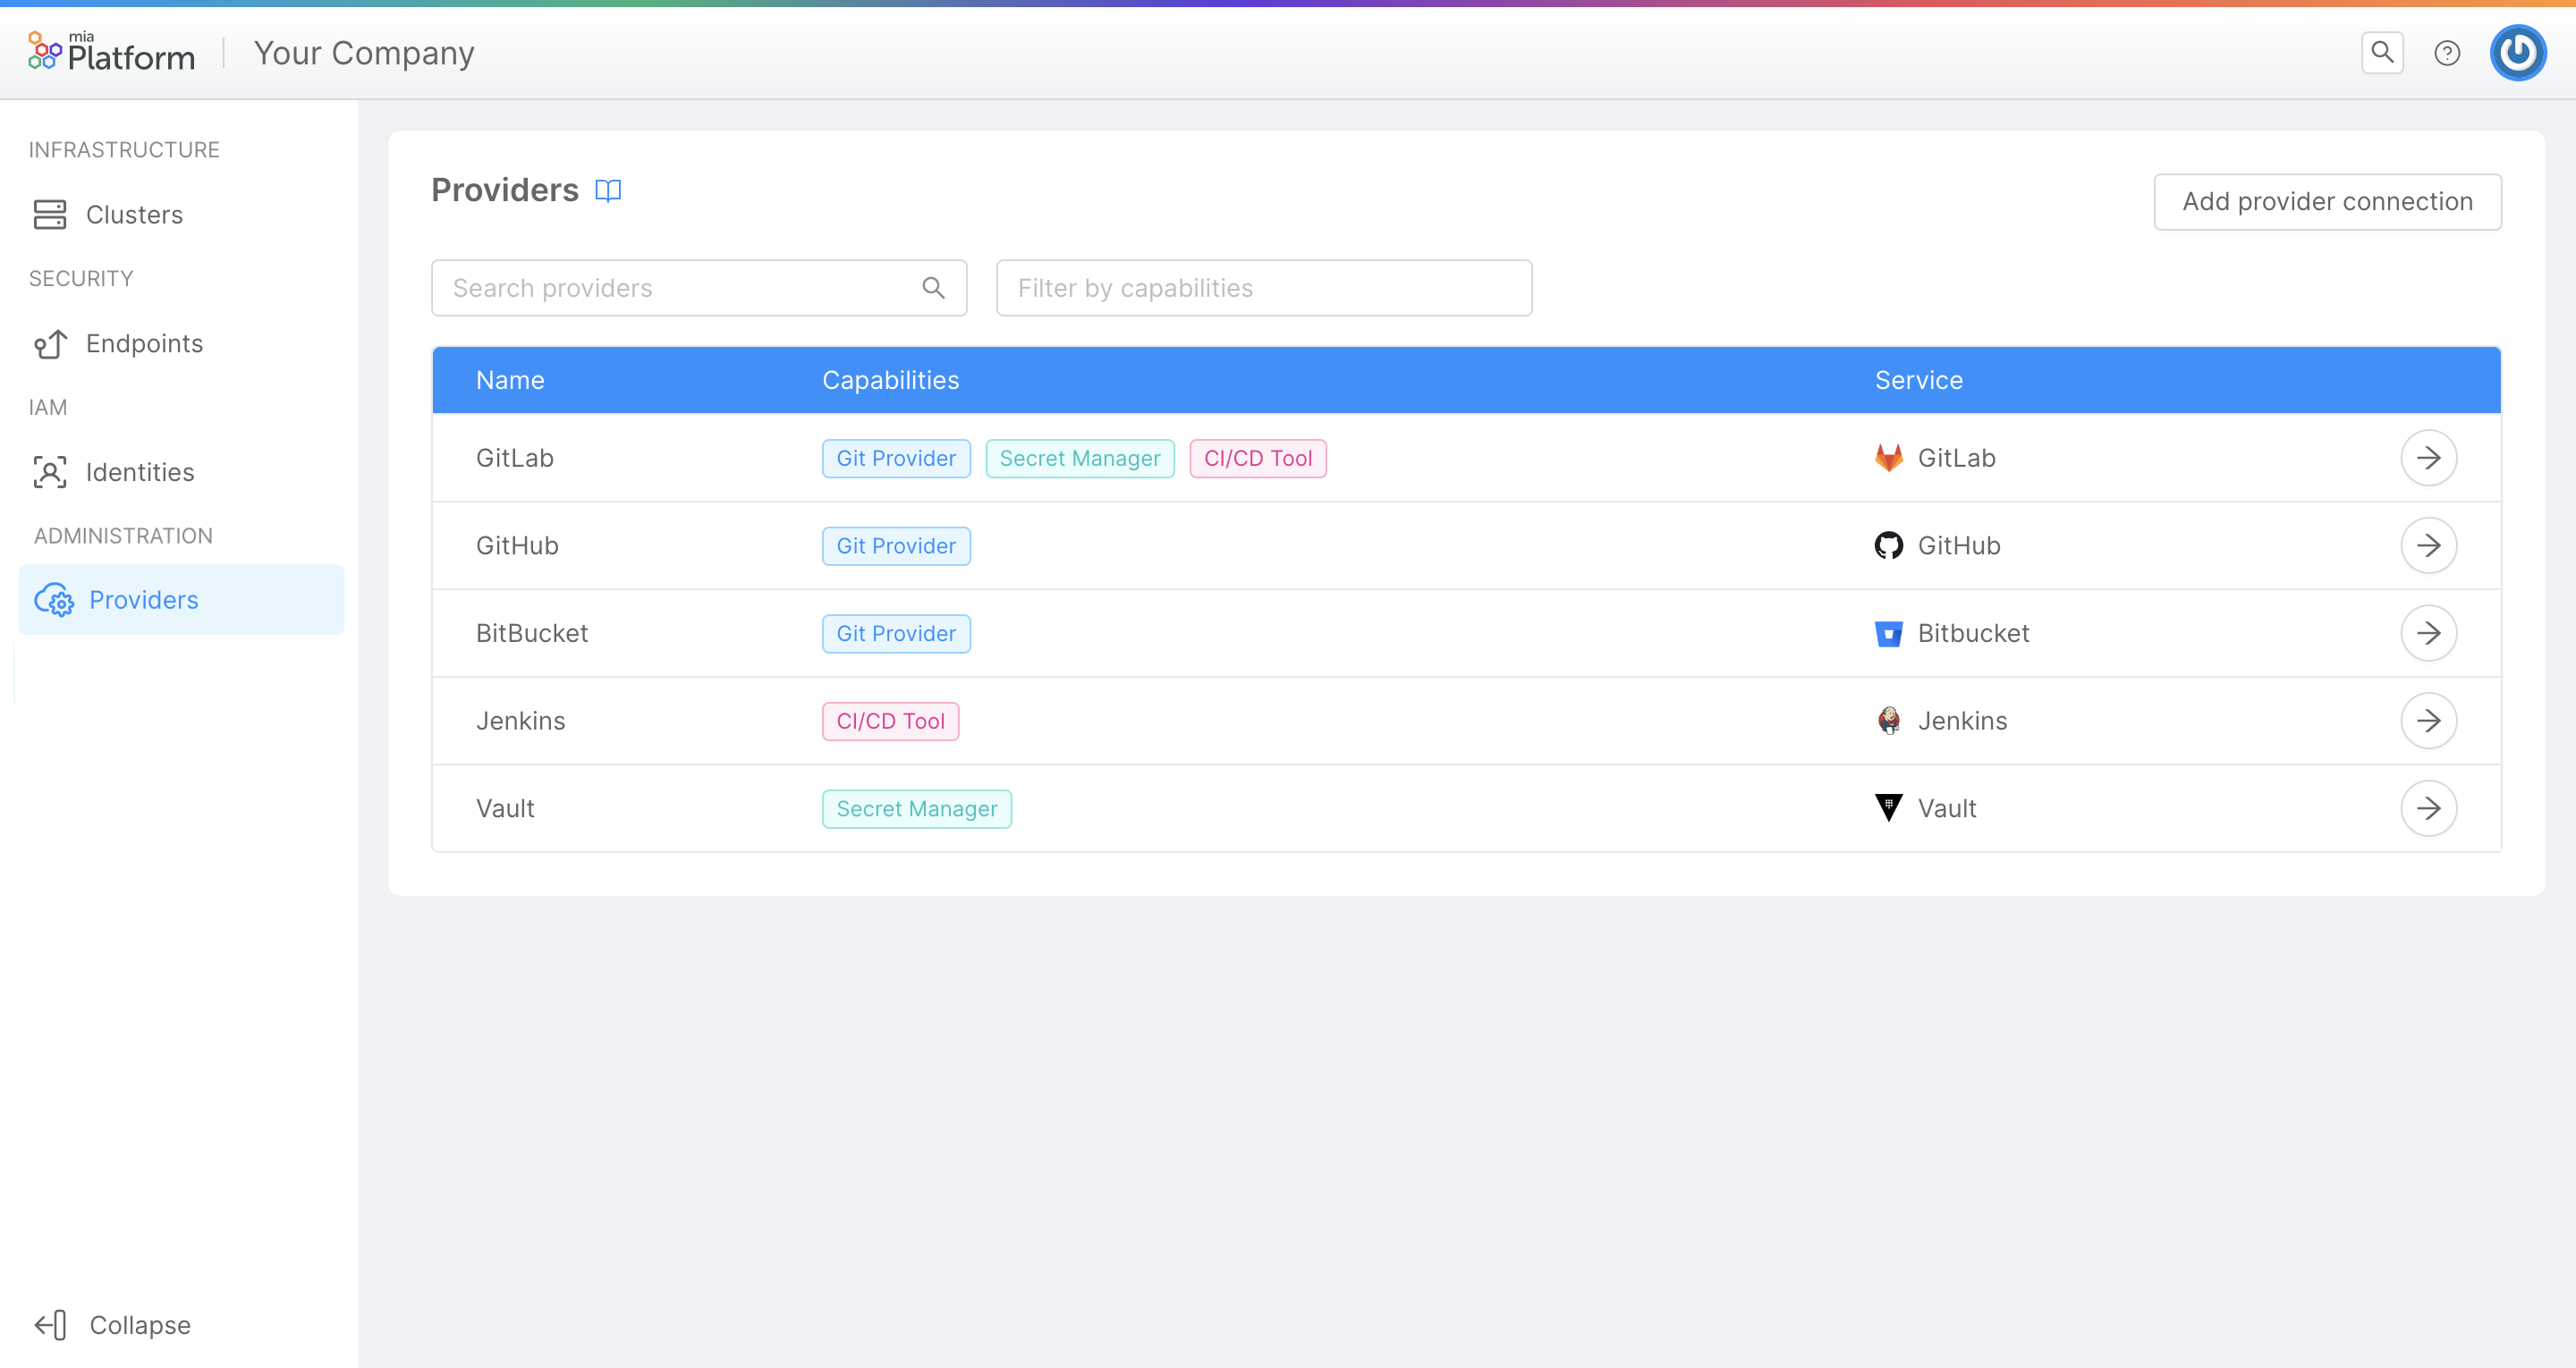 mia
Platform
Your Company
INFRASTRUCTURE
Clusters
SECURITY
Endpoints
IAM
Identities
ADMINISTRATION
Providers
Collapse
Providers
Add provider connection
Search providers
Filter by capabilities
Name Capabilities Service
GitLab Git Provider Secret Manager CI/CD Tool GitLab
GitHub Git Provider GitHub
BitBucket Git Provider Bitbucket
Jenkins CI/CD Tool Jenkins
Vault Secret Manager Vault